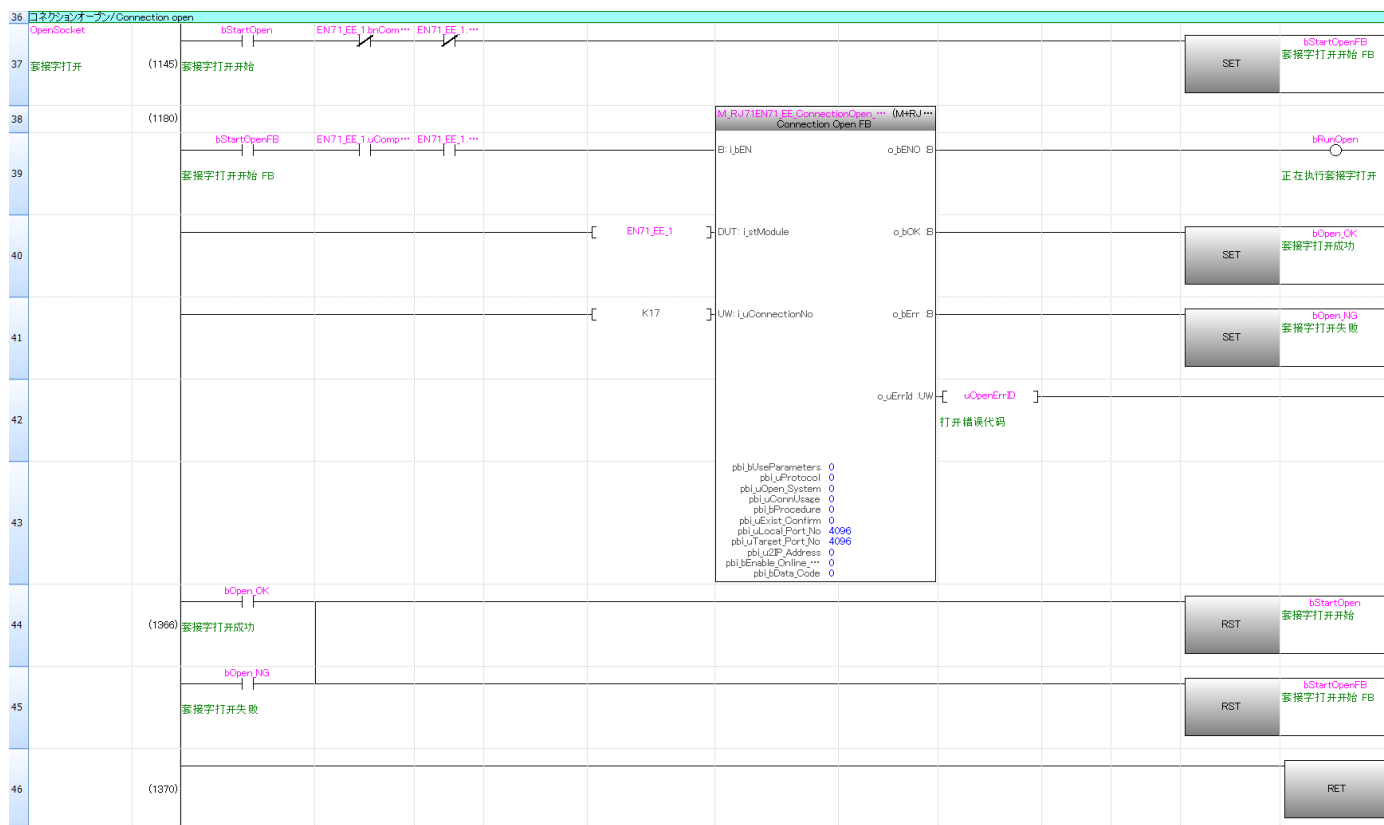 36 コネクションオープン/Connection open
OpenSocket
bStartOpen
EN71_EE_1.bnCom…
EN71_EE_1.…
bStartOpenFB
套接字打开开始 FB
37
套接字打开
(1145)
套接字打开开始
SET
38
(1180)
M_RJ71EN71_EE_ConnectionOpen_… (M+RJ…
Connection Open FB
bStartOpenFB
EN71_EE_1.uComp…
EN71_EE_1.…
B: i_bEN
o_bENO :B
bRunOpen
39
套接字打开开始 FB
正在执行套接字打开
EN71_EE_1
DUT: i_stModule
o_bOK :B
bOpen_OK
套接字打开成功
40
SET
K17
UW: i_uConnectionNo
o_bErr :B
bOpen_NG
套接字打开失败
41
SET
o_uErrId :UW
uOpenErrID
42
打开错误代码
43
pbi_bUseParameters 0
pbi_uProtocol 0
pbi_uOpen_System 0
pbi_uConnUsage 0
pbi_bProcedure 0
pbi_uExist_Confirm 0
pbi_uLocal_Port_No 4096
pbi_uTarget_Port_No 4096
pbi_u2IP_Address 0
pbi_bEnable_Online_… 0
pbi_bData_Code 0
bOpen_OK
bStartOpen
套接字打开开始
44
(1366)
套接字打开成功
RST
bOpen_NG
bStartOpenFB
套接字打开开始 FB
45
套接字打开失败
RST
46
(1370)
RET